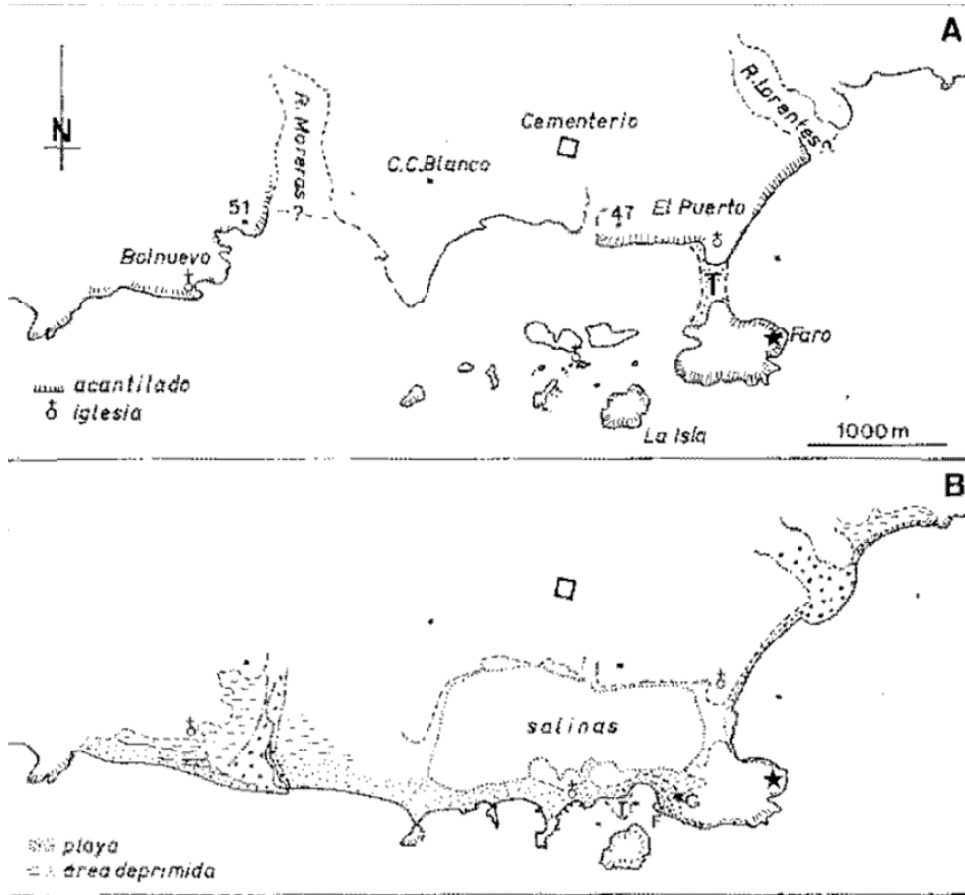 A
N
R. Moreras
?
R. Lorentes?
Cementerio
C.C.Blanco
51
47
El Puerto
Bolnuevo
T
Faro
acantilado
iglesia
La Isla
1000 m
B
salinas
G
T
F
playa
área deprimida